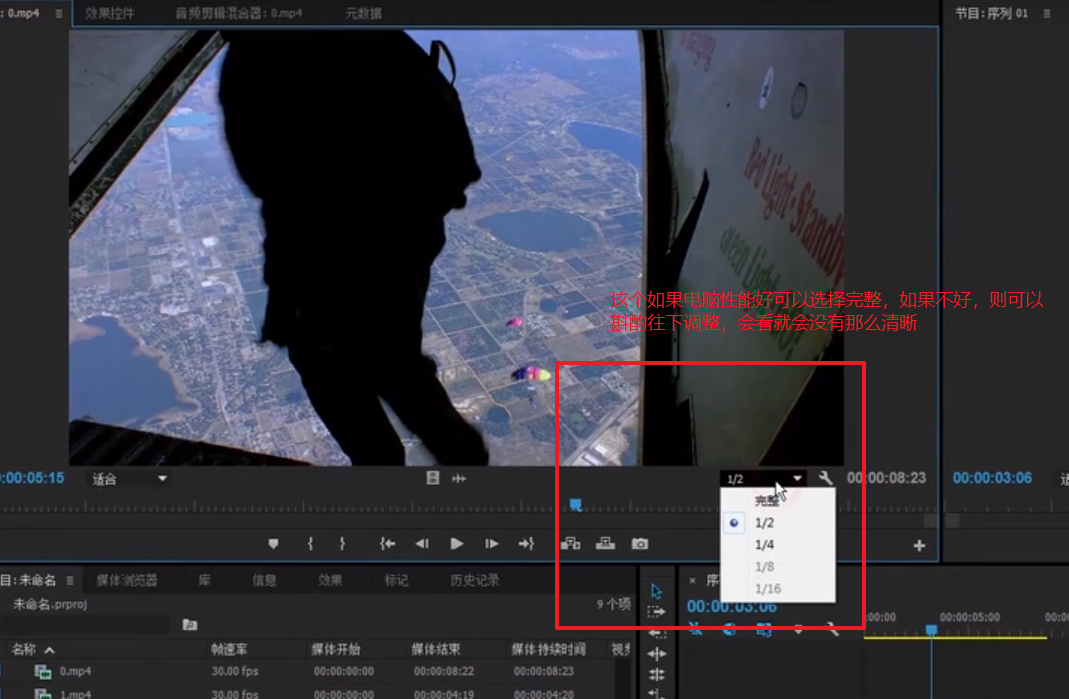 : 0.mp4 ≡ 效果控件 音频剪辑混合器: 0.mp4 元数据 节目: 序列 01 ≡
Red Light-Standby
Green Light
这个如果电脑性能好可以选择完整，如果不好，则可以
斟酌往下调整，会看就会没有那么清晰
:00:05:15 适合 1/2 00:00:08:23 00:00:03:06
完整
1/2
1/4
1/8
1/16
目: 未命名 ≡ 媒体浏览器 库 信息 效果 标记 历史记录
× 序
未命名.prproj 9 个项
00:00:03:06
:00:00 00:00:05:00 00:0
名称 帧速率 媒体开始 媒体结束 媒体持续时间 视频
0.mp4 30.00 fps 00:00:00:00 00:00:08:22 00:00:08:23
1.mp4 30.00 fps 00:00:00:00 00:00:04:19 00:00:04:20